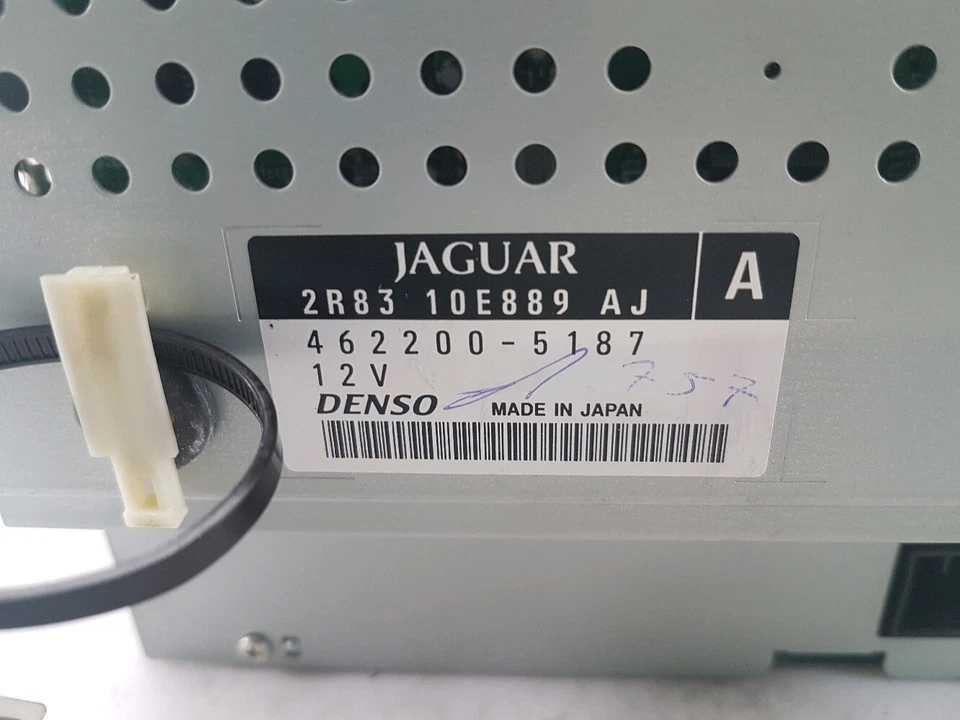 JAGUAR
2R83 10E889 AJ
A
462200-5187
12V
757
DENSO MADE IN JAPAN